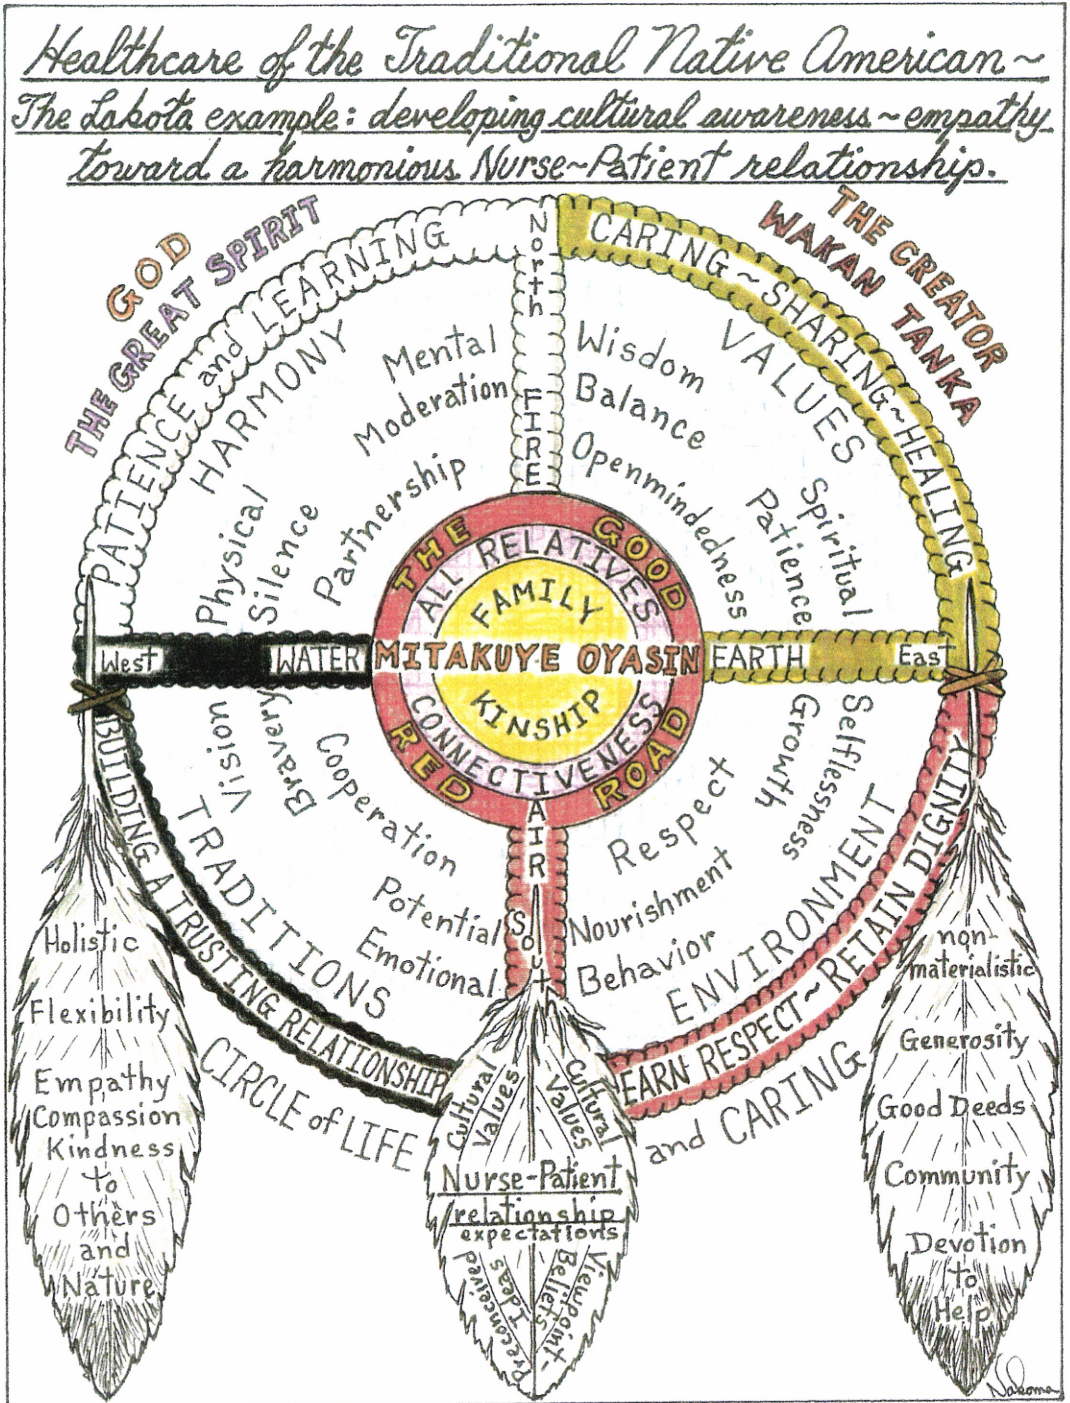 Healthcare of the Traditional Native American ~
The Lakota example: developing cultural awareness ~ empathy
toward a harmonious Nurse~Patient relationship.
GOD
THE GREAT SPIRIT
THE CREATOR
WAKAN TANKA
PATIENCE and LEARNING
CARING ~ SHARING ~ HEALING
North
FIRE
HARMONY
Mental
Moderation
Partnership
Physical
Silence
VALUES
Wisdom
Balance
Openmindedness
Spiritual
Patience
THE GOOD
ALL RELATIVES
FAMILY
West
WATER
MITAKUYE OYASIN
EARTH
East
KINSHIP
CONNECTIVENESS
RED ROAD
AIR
South
Vision
Bravery
Cooperation
TRADITIONS
Potential
Emotional
Selflessness
Growth
Respect
Nourishment
Behavior
ENVIRONMENT
BUILDING A TRUSTING RELATIONSHIP
EARN RESPECT ~ RETAIN DIGNITY
CIRCLE of LIFE
and CARING
Holistic
Flexibility
Empathy
Compassion
Kindness
to
Others
and
Nature
Cultural
Values
Cultural
Values
Nurse-Patient
relationship
expectations
Preconceived
Ideas
Beliefs
Viewpoint-
non-
materialistic
Generosity
Good Deeds
Community
Devotion
to
Help
Nakoma